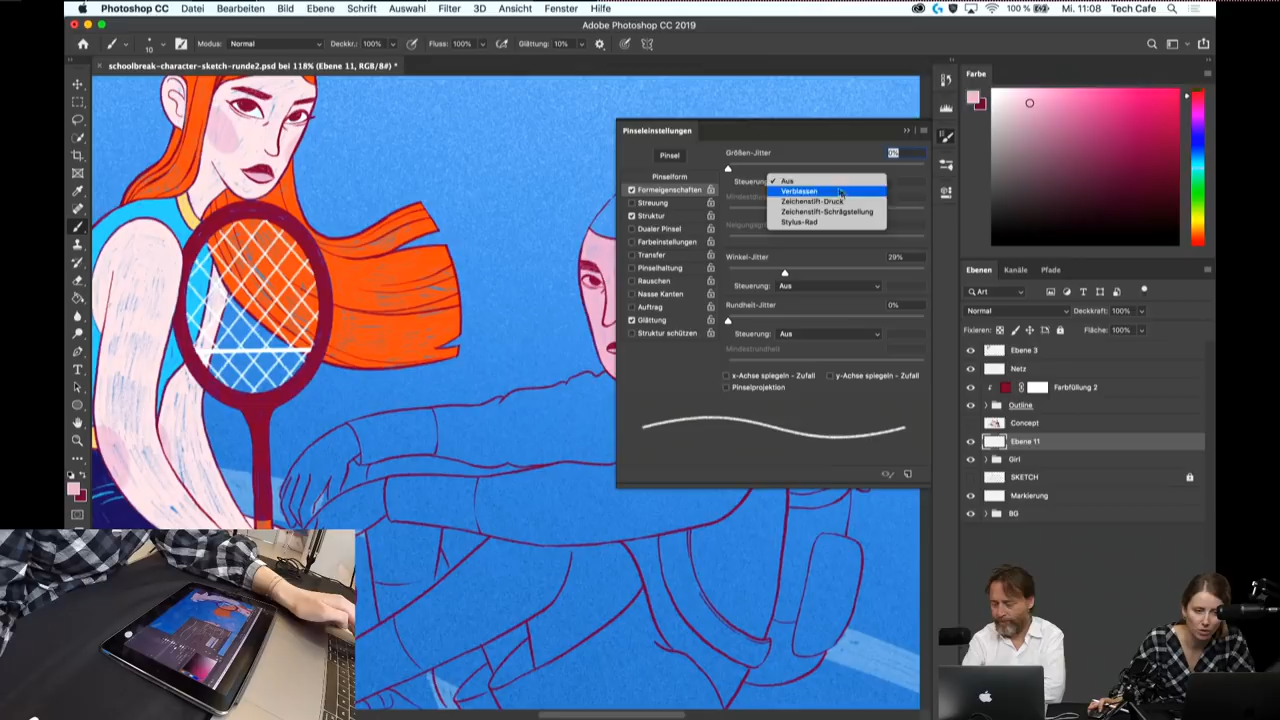 Photoshop CC Datei Bearbeiten Bild Ebene Schrift Auswahl Filter 3D Ansicht Fenster Hilfe 100 % Mi. 11:08 Tech Cafe
Adobe Photoshop CC 2019
10 Modus: Normal Deckkr.: 100% Fluss: 100% Glättung: 10%
schoolbreak-character-sketch-runde2.psd bei 118% (Ebene 11, RGB/8#) *
Farbe
Pinseleinstellungen
Pinsel
Pinselform
Formeigenschaften
Streuung
Struktur
Dualer Pinsel
Farbeinstellungen
Transfer
Pinselhaltung
Rauschen
Nasse Kanten
Auftrag
Glättung
Struktur schützen
Größen-Jitter 0%
Steuerung:
Aus
Verblassen
Zeichenstift-Druck
Zeichenstift-Schrägstellung
Stylus-Rad
Winkel-Jitter 29%
Steuerung: Aus
Rundheit-Jitter 0%
Steuerung: Aus
Mindestrundheit
x-Achse spiegeln - Zufall y-Achse spiegeln - Zufall
Pinselprojektion
Ebenen Kanäle Pfade
Art
Normal Deckkraft: 100%
Fixieren: Fläche: 100%
Ebene 3
Netz
Farbfüllung 2
Outline
Concept
Ebene 11
Girl
SKETCH
Markierung
BG